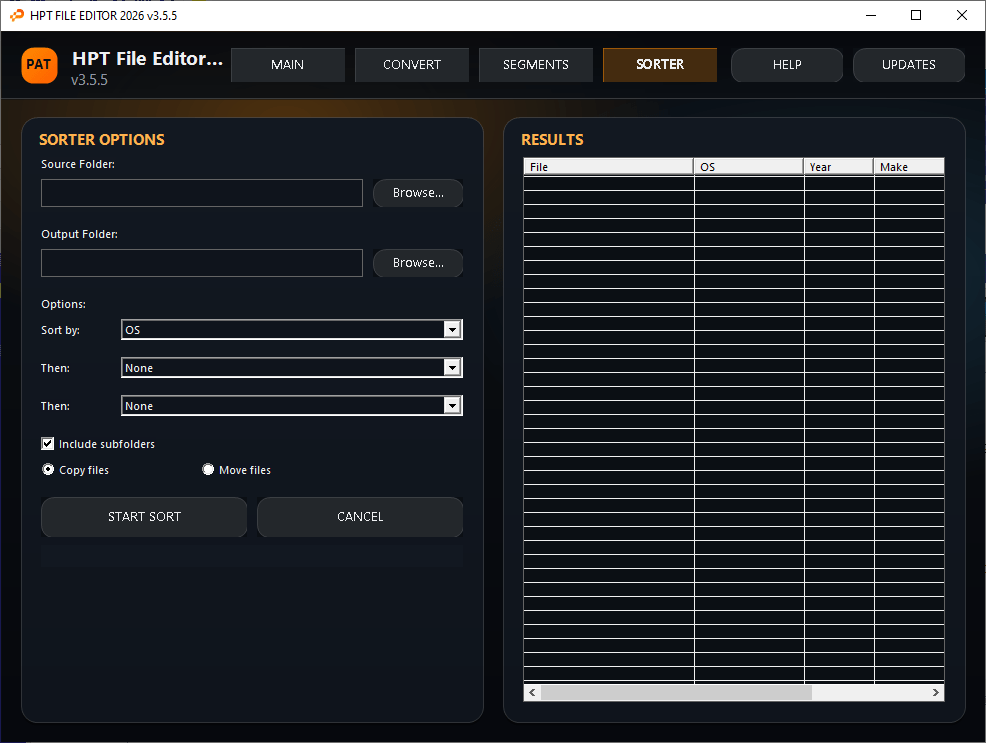 HPT FILE EDITOR 2026 v3.5.5
PAT
HPT File Editor...
v3.5.5
MAIN
CONVERT
SEGMENTS
SORTER
HELP
UPDATES
SORTER OPTIONS
Source Folder:
Browse...
Output Folder:
Browse...
Options:
Sort by:
OS
Then:
None
Then:
None
Include subfolders
Copy files
Move files
START SORT
CANCEL
RESULTS
File
OS
Year
Make